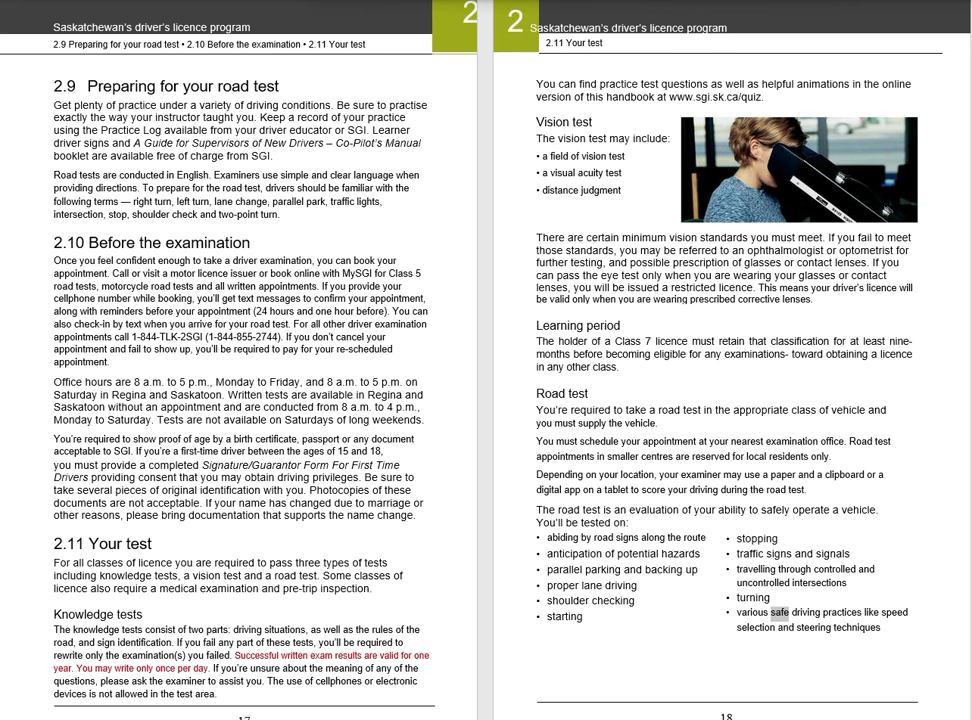 Saskatchewan's driver's licence program
2
2.9 Preparing for your road test • 2.10 Before the examination • 2.11 Your test
2.9 Preparing for your road test
Get plenty of practice under a variety of driving conditions. Be sure to practise
exactly the way your instructor taught you. Keep a record of your practice
using the Practice Log available from your driver educator or SGI. Learner
driver signs and A Guide for Supervisors of New Drivers – Co-Pilot's Manual
booklet are available free of charge from SGI.
Road tests are conducted in English. Examiners use simple and clear language when
providing directions. To prepare for the road test, drivers should be familiar with the
following terms — right turn, left turn, lane change, parallel park, traffic lights,
intersection, stop, shoulder check and two-point turn.
2.10 Before the examination
Once you feel confident enough to take a driver examination, you can book your
appointment. Call or visit a motor licence issuer or book online with MySGI for Class 5
road tests, motorcycle road tests and all written appointments. If you provide your
cellphone number while booking, you'll get text messages to confirm your appointment,
along with reminders before your appointment (24 hours and one hour before). You can
also check-in by text when you arrive for your road test. For all other driver examination
appointments call 1-844-TLK-2SGI (1-844-855-2744). If you don't cancel your
appointment and fail to show up, you'll be required to pay for your re-scheduled
appointment.
Office hours are 8 a.m. to 5 p.m., Monday to Friday, and 8 a.m. to 5 p.m. on
Saturday in Regina and Saskatoon. Written tests are available in Regina and
Saskatoon without an appointment and are conducted from 8 a.m. to 4 p.m.,
Monday to Saturday. Tests are not available on Saturdays of long weekends.
You're required to show proof of age by a birth certificate, passport or any document
acceptable to SGI. If you're a first-time driver between the ages of 15 and 18,
you must provide a completed Signature/Guarantor Form For First Time
Drivers providing consent that you may obtain driving privileges. Be sure to
take several pieces of original identification with you. Photocopies of these
documents are not acceptable. If your name has changed due to marriage or
other reasons, please bring documentation that supports the name change.
2.11 Your test
For all classes of licence you are required to pass three types of tests
including knowledge tests, a vision test and a road test. Some classes of
licence also require a medical examination and pre-trip inspection.
Knowledge tests
The knowledge tests consist of two parts: driving situations, as well as the rules of the
road, and sign identification. If you fail any part of these tests, you'll be required to
rewrite only the examination(s) you failed. Successful written exam results are valid for one
year. You may write only once per day. If you're unsure about the meaning of any of the
questions, please ask the examiner to assist you. The use of cellphones or electronic
devices is not allowed in the test area.
17
2 Saskatchewan's driver's licence program
2.11 Your test
You can find practice test questions as well as helpful animations in the online
version of this handbook at www.sgi.sk.ca/quiz.
Vision test
The vision test may include:
• a field of vision test
• a visual acuity test
• distance judgment
There are certain minimum vision standards you must meet. If you fail to meet
those standards, you may be referred to an ophthalmologist or optometrist for
further testing, and possible prescription of glasses or contact lenses. If you
can pass the eye test only when you are wearing your glasses or contact
lenses, you will be issued a restricted licence. This means your driver's licence will
be valid only when you are wearing prescribed corrective lenses.
Learning period
The holder of a Class 7 licence must retain that classification for at least nine-
months before becoming eligible for any examinations- toward obtaining a licence
in any other class.
Road test
You're required to take a road test in the appropriate class of vehicle and
you must supply the vehicle.
You must schedule your appointment at your nearest examination office. Road test
appointments in smaller centres are reserved for local residents only.
Depending on your location, your examiner may use a paper and a clipboard or a
digital app on a tablet to score your driving during the road test.
The road test is an evaluation of your ability to safely operate a vehicle.
You'll be tested on:
• abiding by road signs along the route
• anticipation of potential hazards
• parallel parking and backing up
• proper lane driving
• shoulder checking
• starting
• stopping
• traffic signs and signals
• travelling through controlled and
uncontrolled intersections
• turning
• various safe driving practices like speed
selection and steering techniques
18